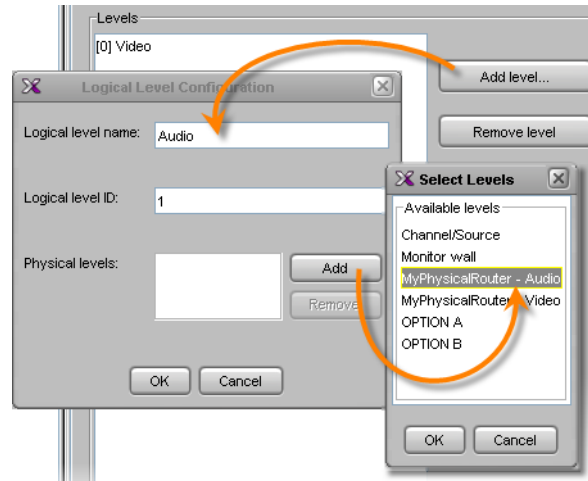 Levels
[0] Video
Add level...
Remove level
Logical Level Configuration
Logical level name:
Audio
Logical level ID:
1
Physical levels:
Add
Remove
OK
Cancel
Select Levels
Available levels
Channel/Source
Monitor wall
MyPhysicalRouter - Audio
MyPhysicalRouter - Video
OPTION A
OPTION B
OK
Cancel